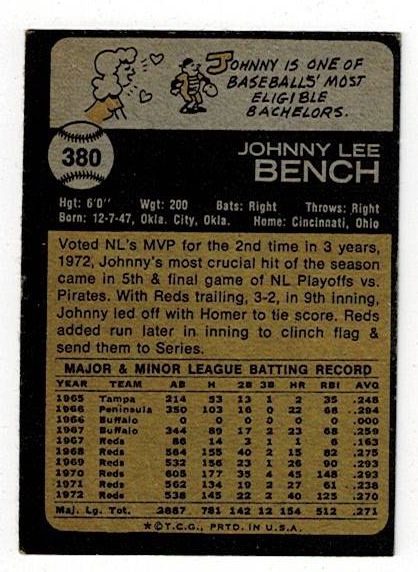 JOHNNY IS ONE OF
BASEBALLS' MOST
ELIGIBLE
BACHELORS.
380
JOHNNY LEE
BENCH
Hgt: 6'0" Wgt: 200 Bats: Right Throws: Right
Born: 12-7-47, Okla. City, Okla. Home: Cincinnati, Ohio
Voted NL's MVP for the 2nd time in 3 years,
1972, Johnny's most crucial hit of the season
came in 5th & final game of NL Playoffs vs.
Pirates. With Reds trailing, 3-2, in 9th inning,
Johnny led off with Homer to tie score. Reds
added run later in inning to clinch flag &
send them to Series.
MAJOR & MINOR LEAGUE BATTING RECORD
YEAR TEAM AB H 2B 3B HR RBI AVG
1965 Tampa 214 53 13 1 2 35 .248
1966 Peninsula 350 103 16 0 22 68 .294
1966 Buffalo 0 0 0 0 0 0 .000
1967 Buffalo 344 89 17 2 23 68 .259
1967 Reds 86 14 3 1 1 6 .163
1968 Reds 564 155 40 2 15 82 .275
1969 Reds 532 156 23 1 26 90 .293
1970 Reds 605 177 35 4 45 148 .293
1971 Reds 562 134 19 2 27 61 .238
1972 Reds 538 145 22 2 40 125 .270
Maj. Lg. Tot. 2887 781 142 12 154 512 .271
★©T.C.G., PRTD. IN U.S.A.